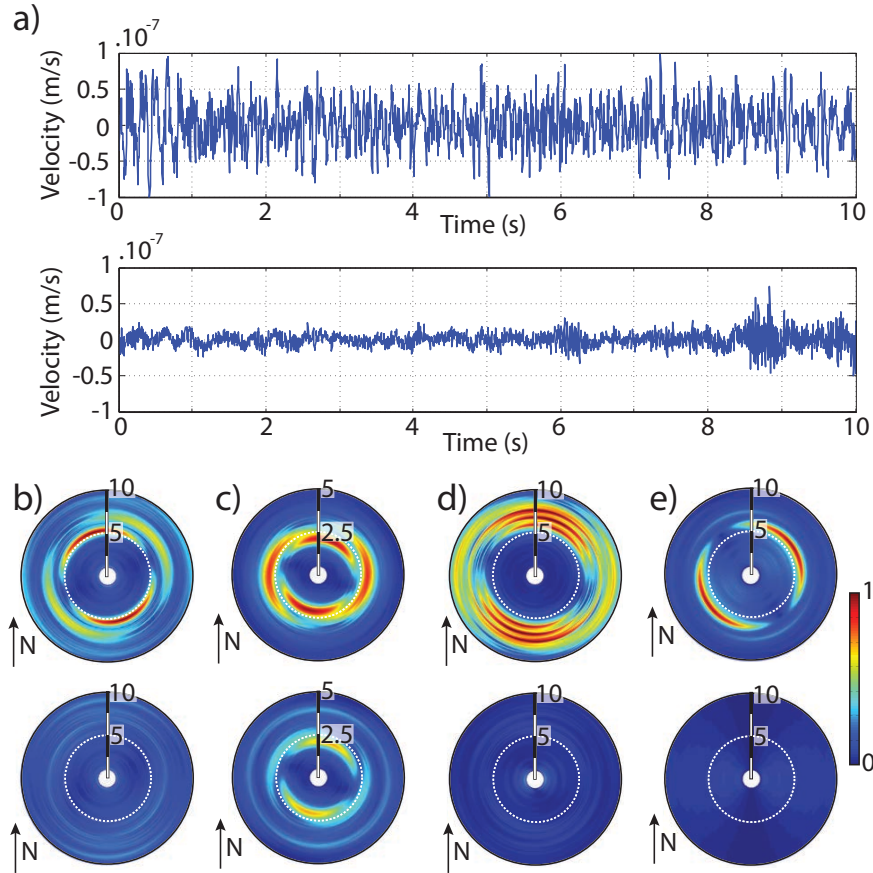 a)
1 .10-7
Velocity (m/s)
0.5
0
-0.5
-1
0 2 4 6 8 10
Time (s)
1 .10-7
Velocity (m/s)
0.5
0
-0.5
-1
0 2 4 6 8 10
Time (s)
b) 10 5 N
c) 5 2.5 N
d) 10 5 N
e) 10 5 N
1
0
10 5 N
5 2.5 N
10 5 N
10 5 N